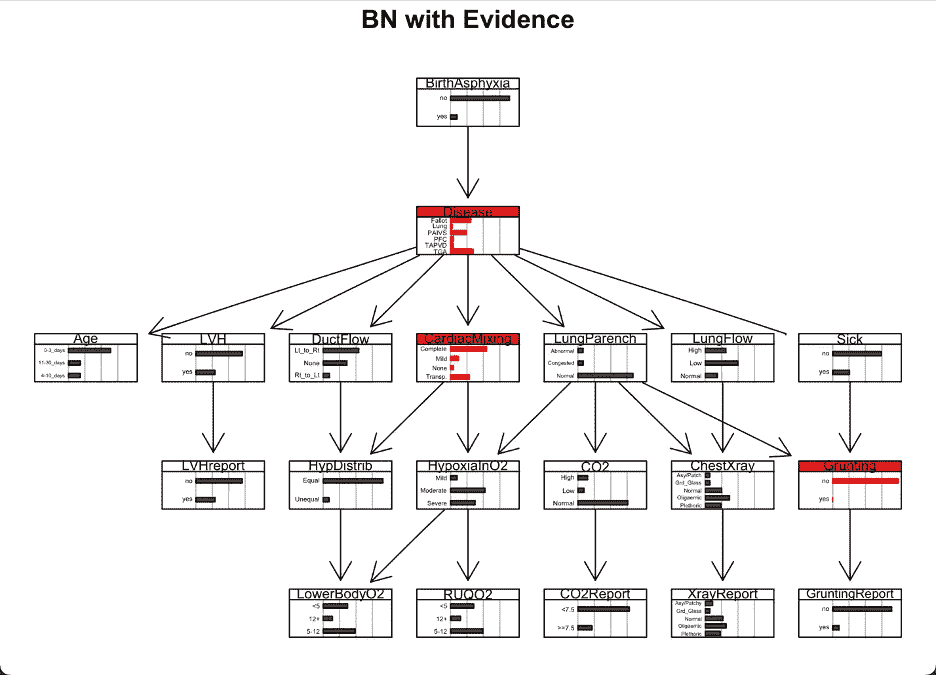 BN with Evidence
BirthAsphyxia
no
yes
Disease
Fallot
Lung
PAIVS
PFC
TAPVD
TGA
Age
0-3_days
11-30_days
4-10_days
LVH
no
yes
DuctFlow
Lt_to_Rt
None
Rt_to_Lt
CardiacMixing
Complete
Mild
None
Transp.
LungParench
Abnormal
Congested
Normal
LungFlow
High
Low
Normal
Sick
no
yes
LVHreport
no
yes
HypDistrib
Equal
Unequal
HypoxiaInO2
Mild
Moderate
Severe
CO2
High
Low
Normal
ChestXray
Asy/Patch
Grd_Glass
Normal
Oligaemic
Plethoric
Grunting
no
yes
LowerBodyO2
<5
12+
5-12
RUQO2
<5
12+
5-12
CO2Report
<7.5
>=7.5
XrayReport
Asy/Patchy
Grd_Glass
Normal
Oligaemic
Plethoric
GruntingReport
no
yes